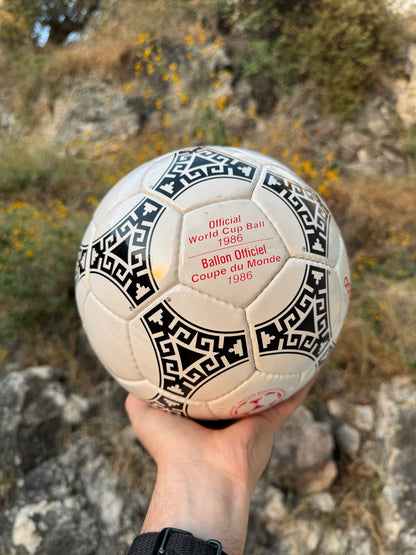 Official
World Cup Ball
1986
Ballon Officiel
Coupe du Monde
1986